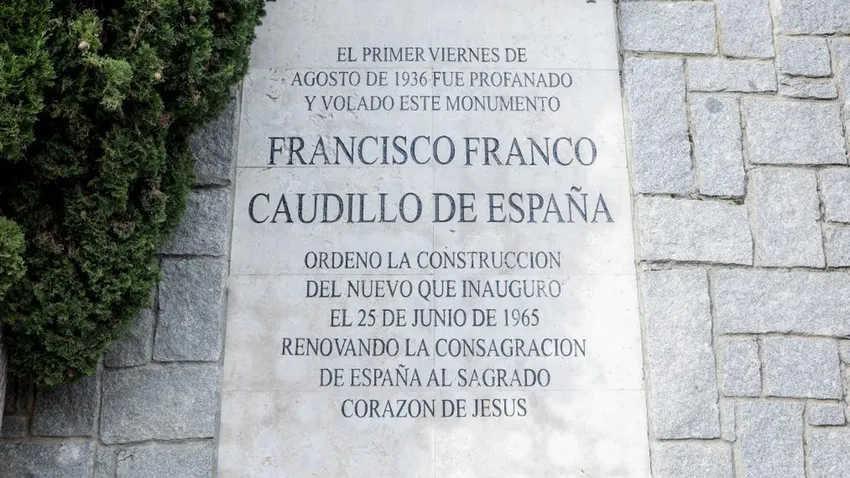 EL PRIMER VIERNES DE
AGOSTO DE 1936 FUE PROFANADO
Y VOLADO ESTE MONUMENTO
FRANCISCO FRANCO
CAUDILLO DE ESPAÑA
ORDENO LA CONSTRUCCION
DEL NUEVO QUE INAUGURO
EL 25 DE JUNIO DE 1965
RENOVANDO LA CONSAGRACION
DE ESPAÑA AL SAGRADO
CORAZON DE JESUS